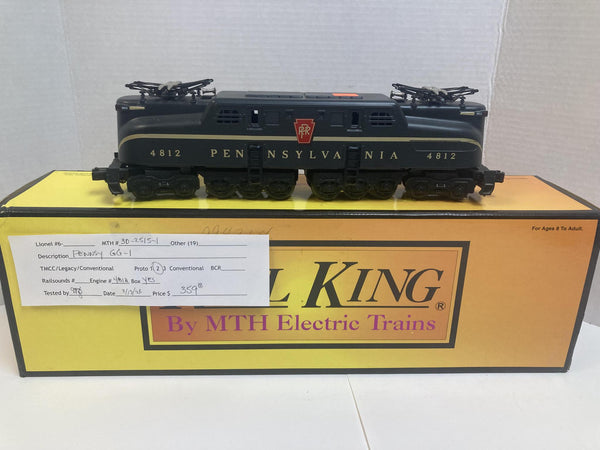 PRR
4812 PENNSYLVANIA 4812
For Ages 8 To Adult.
Lionel #6- MTH # 30-2515-1 Other (19)
Description PENNSY GG-1
TMCC/Legacy/Conventional Proto 1 2 3 Conventional BCR
Railsounds # Engine # 4812 Box YES
Tested by Date Price $ 359
L KING ®
By MTH Electric Trains